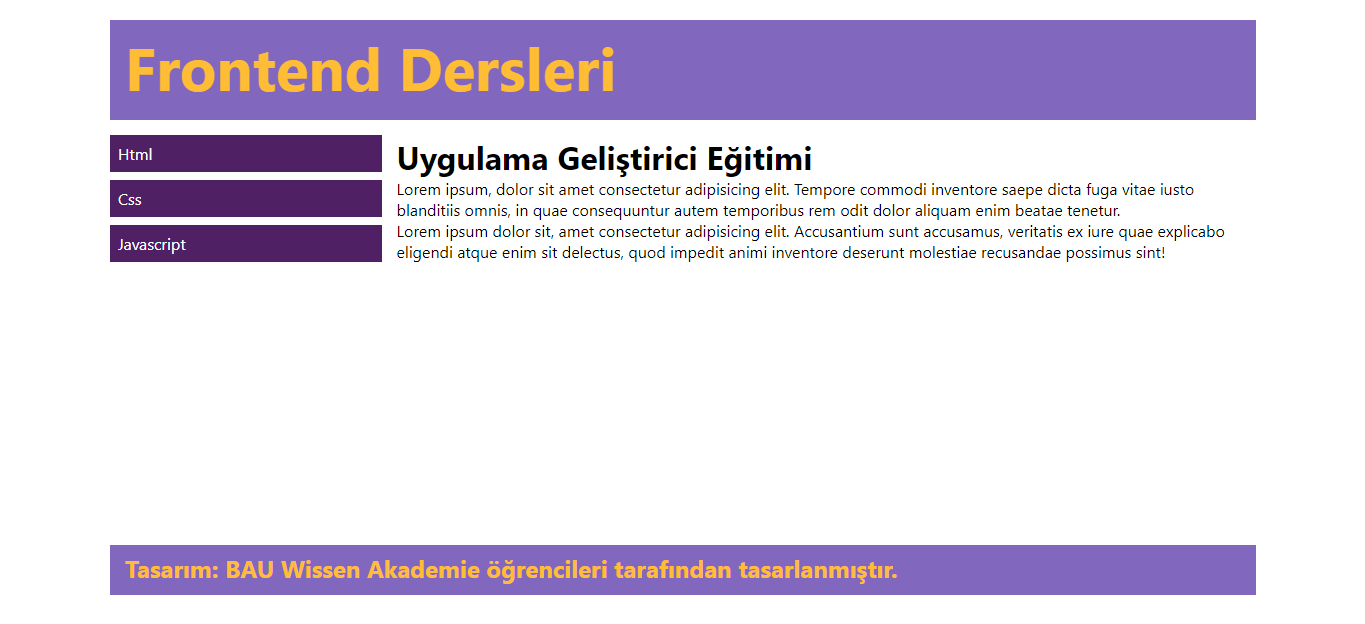 Frontend Dersleri
Html
Css
Javascript
Uygulama Geliştirici Eğitimi
Lorem ipsum, dolor sit amet consectetur adipisicing elit. Tempore commodi inventore saepe dicta fuga vitae iusto
blanditiis omnis, in quae consequuntur autem temporibus rem odit dolor aliquam enim beatae tenetur.
Lorem ipsum dolor sit, amet consectetur adipisicing elit. Accusantium sunt accusamus, veritatis ex iure quae explicabo
eligendi atque enim sit delectus, quod impedit animi inventore deserunt molestiae recusandae possimus sint!
Tasarım: BAU Wissen Akademie öğrencileri tarafından tasarlanmıştır.